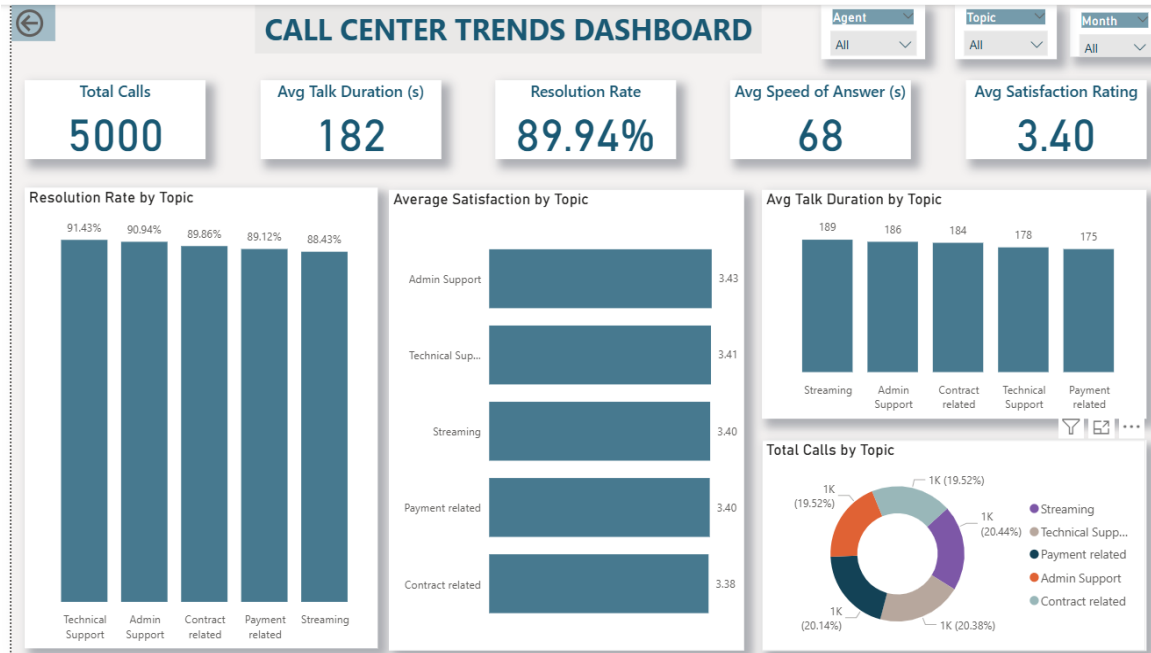 CALL CENTER TRENDS DASHBOARD
Agent
All
Topic
All
Month
All
Total Calls
5000
Avg Talk Duration (s)
182
Resolution Rate
89.94%
Avg Speed of Answer (s)
68
Avg Satisfaction Rating
3.40
Resolution Rate by Topic
91.43%
90.94%
89.86%
89.12%
88.43%
Technical
Support
Admin
Support
Contract
related
Payment
related
Streaming
Average Satisfaction by Topic
Admin Support
3.43
Technical Sup...
3.41
Streaming
3.40
Payment related
3.40
Contract related
3.38
Avg Talk Duration by Topic
189
186
184
178
175
Streaming
Admin
Support
Contract
related
Technical
Support
Payment
related
Total Calls by Topic
1K (19.52%)
1K
(20.44%)
1K (20.38%)
1K
(20.14%)
1K
(19.52%)
Streaming
Technical Supp...
Payment related
Admin Support
Contract related